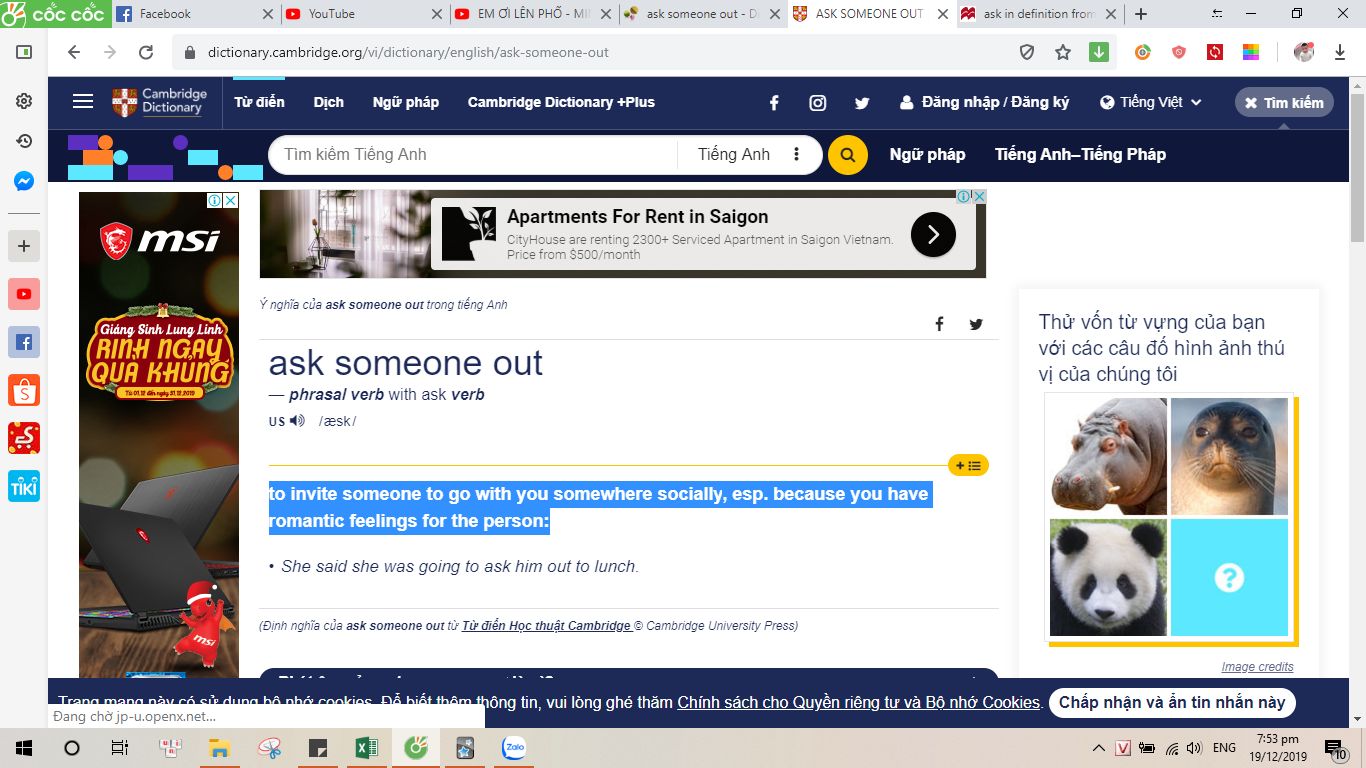 cốc cốc
Facebook
YouTube
EM ƠI LÊN PHỐ - MI
ask someone out - D
ASK SOMEONE OUT
ask in definition from
dictionary.cambridge.org/vi/dictionary/english/ask-someone-out
Cambridge
Dictionary
Từ điển
Dịch
Ngữ pháp
Cambridge Dictionary +Plus
Đăng nhập / Đăng ký
Tiếng Việt
Tìm kiếm
Tìm kiếm Tiếng Anh
Tiếng Anh
Ngữ pháp
Tiếng Anh–Tiếng Pháp
msi
Giáng Sinh Lung Linh
RINH NGAY
QUÀ KHỦNG
Từ 01.12 đến ngày 31.12.2019
msi
Apartments For Rent in Saigon
CityHouse are renting 2300+ Serviced Apartment in Saigon Vietnam.
Price from $500/month
Ý nghĩa của ask someone out trong tiếng Anh
ask someone out
— phrasal verb with ask verb
US /æsk/
to invite someone to go with you somewhere socially, esp. because you have
romantic feelings for the person:
• She said she was going to ask him out to lunch.
(Định nghĩa của ask someone out từ Từ điển Học thuật Cambridge © Cambridge University Press)
Thử vốn từ vựng của bạn
với các câu đố hình ảnh thú
vị của chúng tôi
?
Image credits
TIKI
Trang mạng này có sử dụng bộ nhớ cookies. Để biết thêm thông tin, vui lòng ghé thăm Chính sách cho Quyền riêng tư và Bộ nhớ Cookies.
Chấp nhận và ẩn tin nhắn này
Đang chờ jp-u.openx.net...
Zalo
ENG
7:53 pm
19/12/2019
10